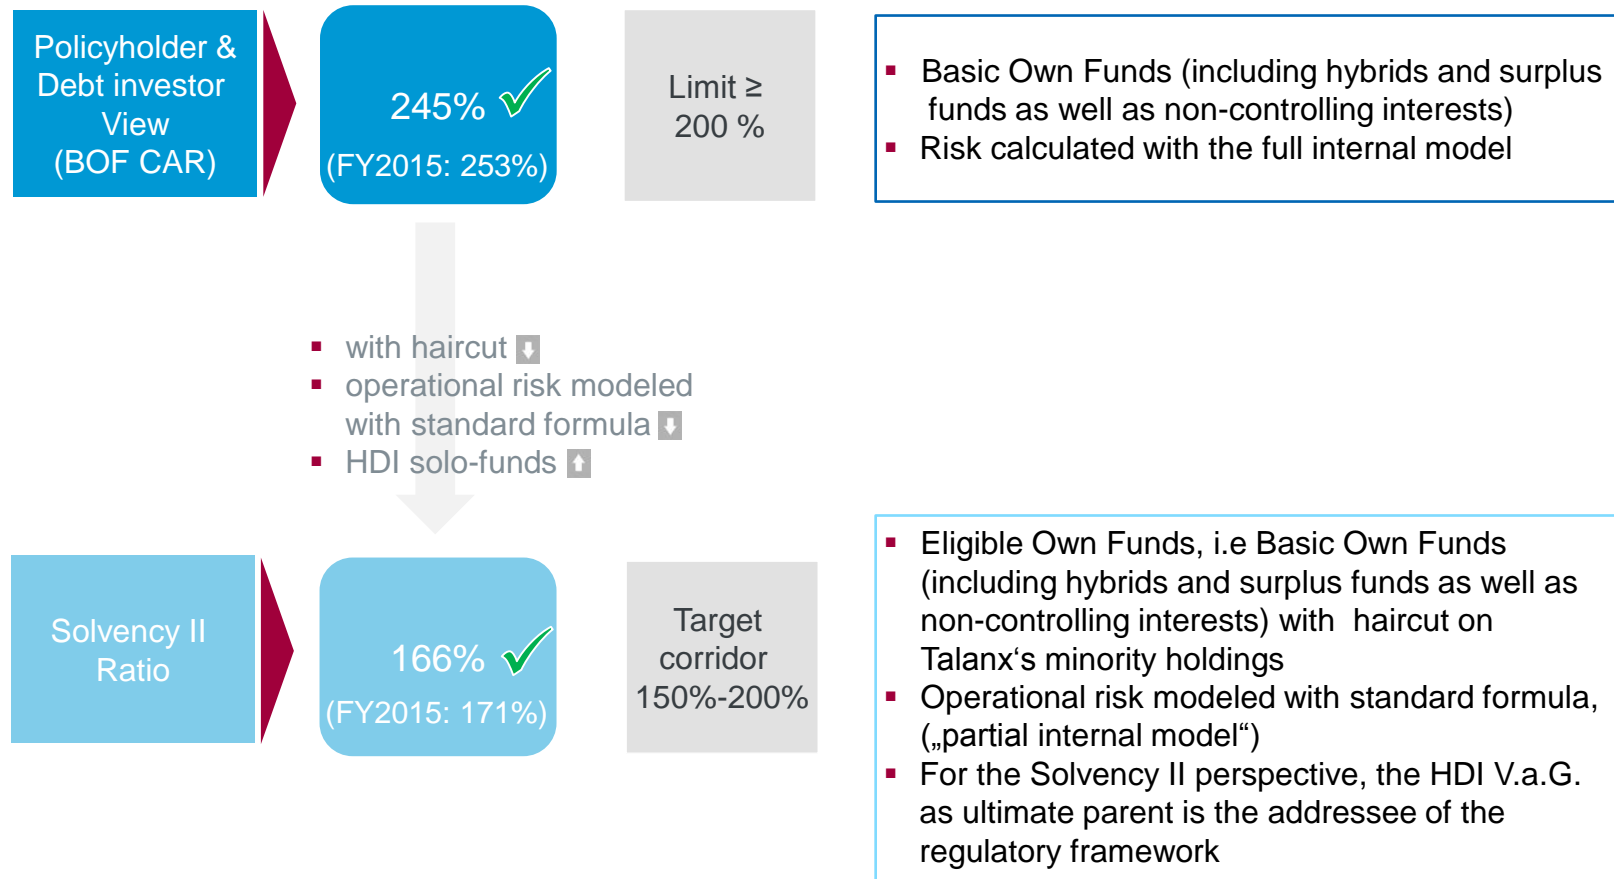 Policyholder &
Debt investor
View
(BOF CAR)
245%
(FY2015: 253%)
Limit ≥
200 %
▪ Basic Own Funds (including hybrids and surplus
funds as well as non-controlling interests)
▪ Risk calculated with the full internal model
▪ with haircut
▪ operational risk modeled
with standard formula
▪ HDI solo-funds
Solvency II
Ratio
166%
(FY2015: 171%)
Target
corridor
150%-200%
▪ Eligible Own Funds, i.e Basic Own Funds
(including hybrids and surplus funds as well as
non-controlling interests) with haircut on
Talanx‘s minority holdings
▪ Operational risk modeled with standard formula,
(„partial internal model“)
▪ For the Solvency II perspective, the HDI V.a.G.
as ultimate parent is the addressee of the
regulatory framework